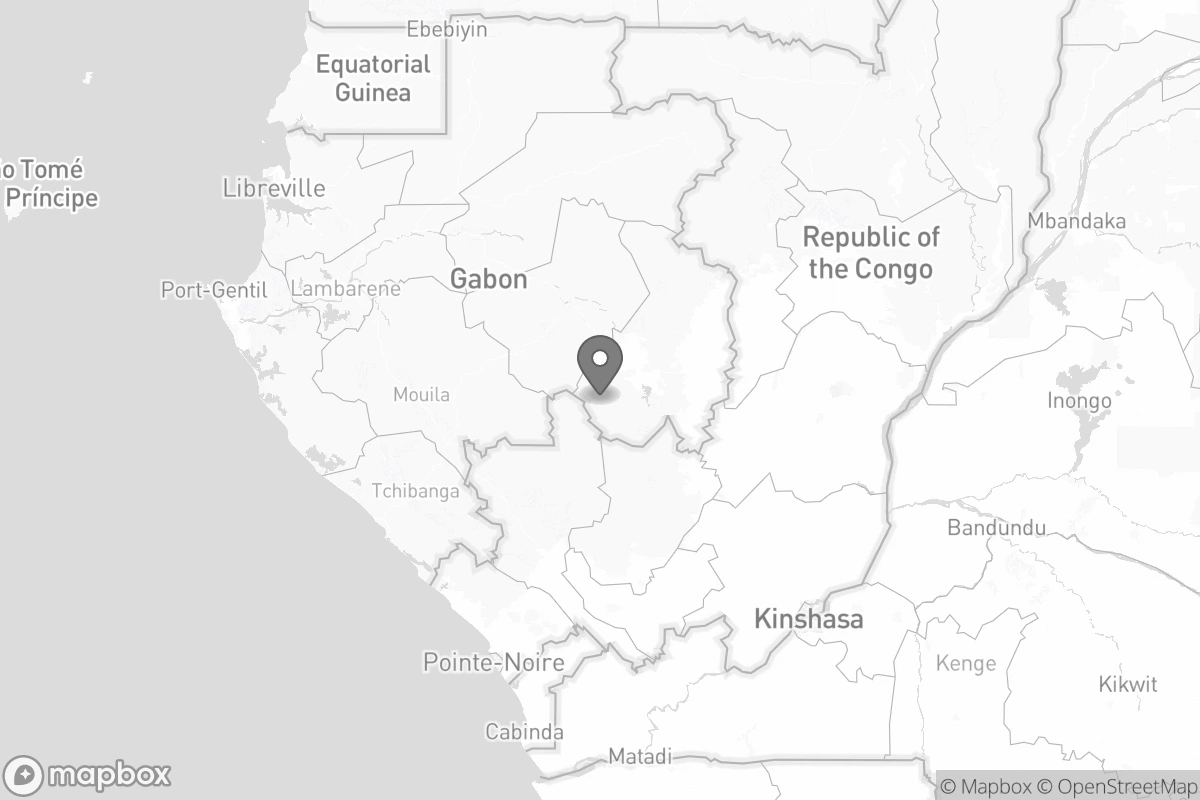 Ebebiyin
Equatorial
Guinea
o Tomé
Príncipe
Libreville
Mbandaka
Republic of
the Congo
Gabon
Port-Gentil
Lambarene
Mouila
Inongo
Tchibanga
Bandundu
Kinshasa
Pointe-Noire
Kenge
Kikwit
Cabinda
Matadi
mapbox
© Mapbox © OpenStreetMap